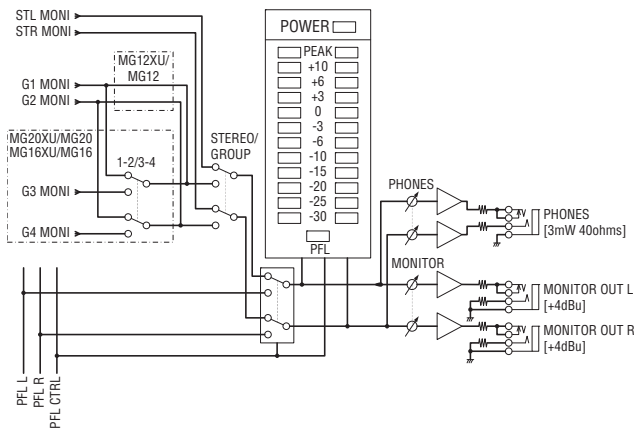 STL MONI
STR MONI
MG12XU/
MG12
G1 MONI
G2 MONI
MG20XU/MG20
MG16XU/MG16
1-2/3-4
G3 MONI
G4 MONI
STEREO/
GROUP
POWER
PEAK
+10
+6
+3
0
-3
-6
-10
-15
-20
-25
-30
PFL
PHONES
MONITOR
PHONES
[3mW 40ohms]
MONITOR OUT L
[+4dBu]
MONITOR OUT R
[+4dBu]
PFL L
PFL R
PFL CTRL